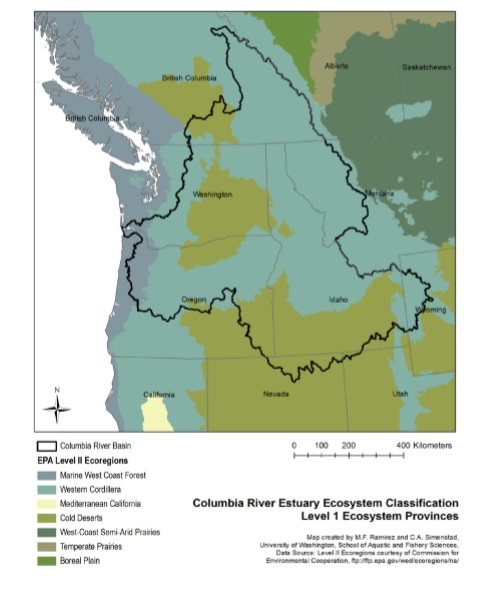 Alberta
Saskatchewan
British Columbia
British Columbia
Washington
Montana
Oregon
Idaho
Wyoming
California
Nevada
Utah
N
Columbia River Basin
EPA Level II Ecoregions
Marine West Coast Forest
Western Cordillera
Mediterranean California
Cold Deserts
West-Coast Semi-Arid Prairies
Temperate Prairies
Boreal Plain
0 100 200 400 Kilometers
Columbia River Estuary Ecosystem Classification
Level 1 Ecosystem Provinces
Map created by M.F. Ramirez and C.A. Simenstad,
University of Washington, School of Aquatic and Fishery Sciences,
Data Source: Level II Ecoregions courtesy of Commission for
Environmental Cooperation, ftp://ftp.epa.gov/wed/ecoregions/na/